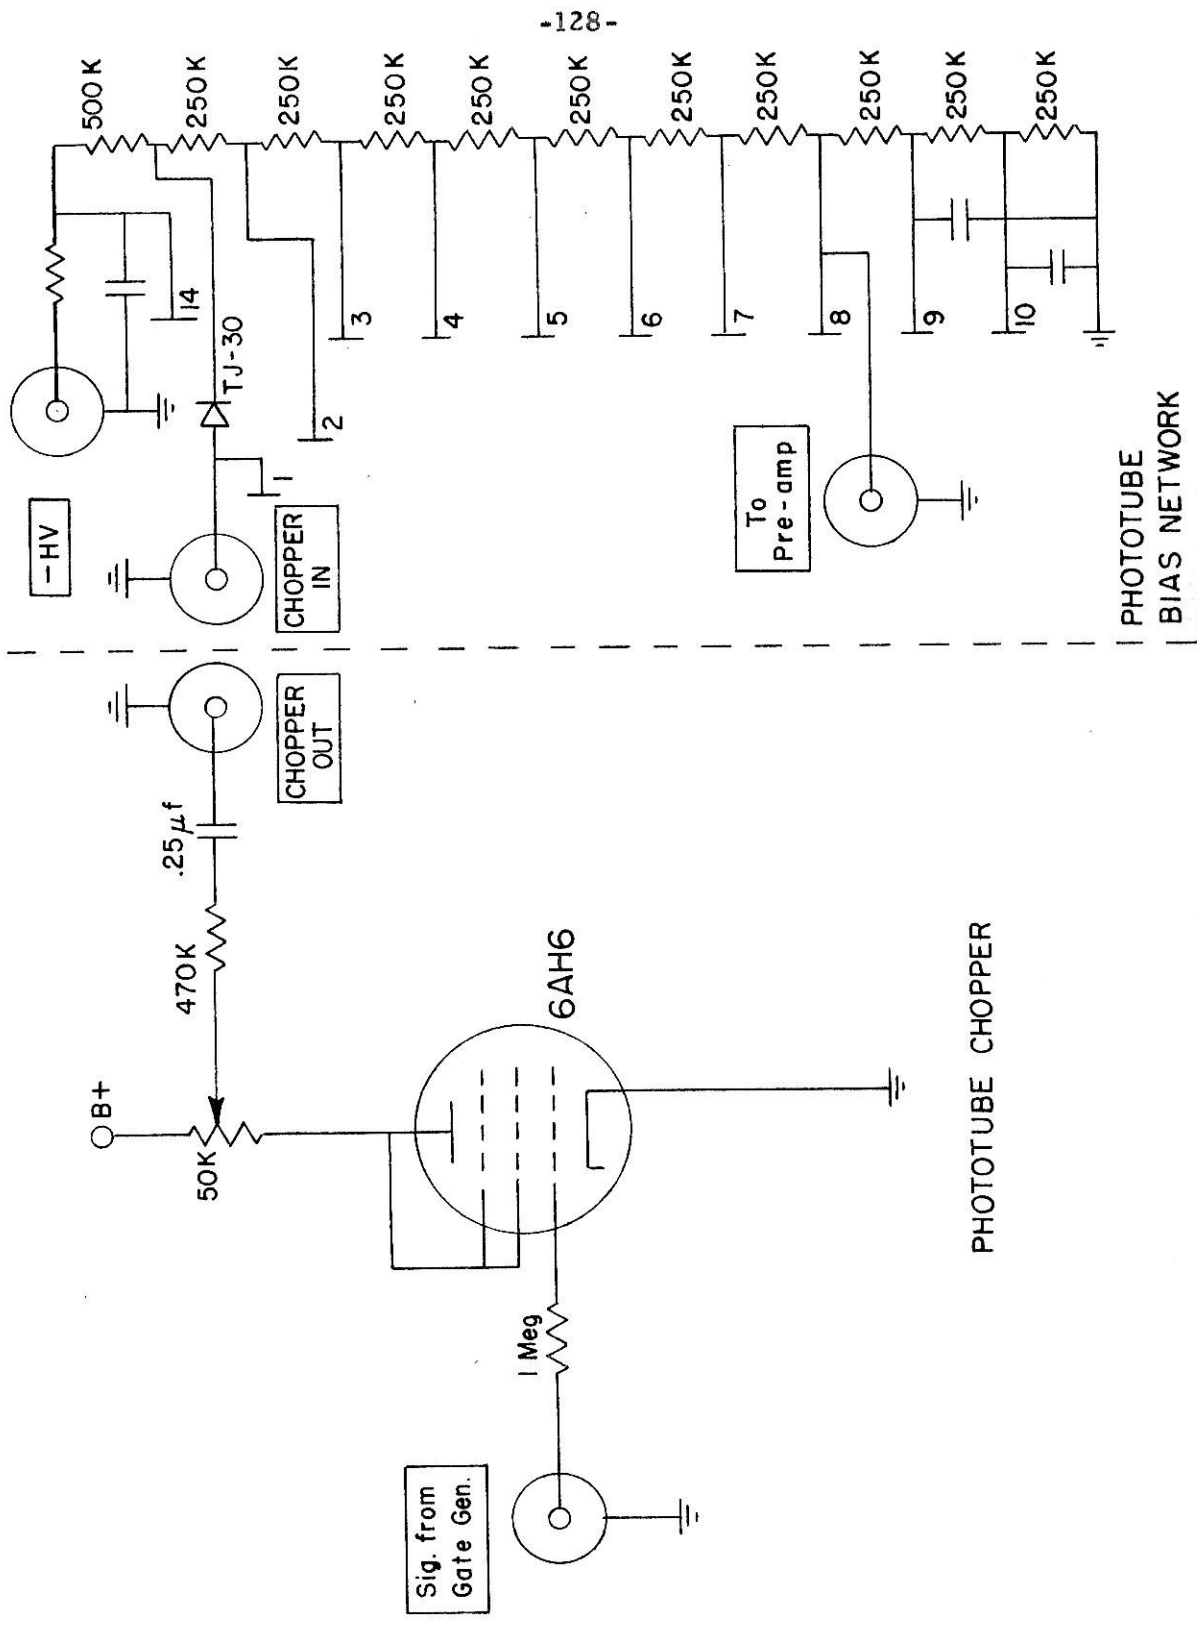 -128-
500K
250K
250K
250K
250K
250K
250K
250K
250K
250K
250K
-HV
14
TJ-30
1
2
3
4
5
6
7
8
9
10
CHOPPER
IN
CHOPPER
OUT
To
Pre-amp
PHOTOTUBE
BIAS NETWORK
.25μf
470K
B+
50K
6AH6
1 Meg
Sig. from
Gate Gen.
PHOTOTUBE CHOPPER